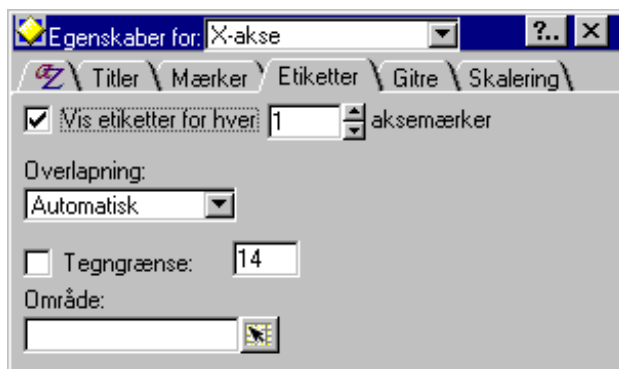 Egenskaber for: X-akse ?..
aZ Titler Mærker Etiketter Gitre Skalering
Vis etiketter for hver 1 aksemærker
Overlapning:
Automatisk
Tegngrænse: 14
Område: